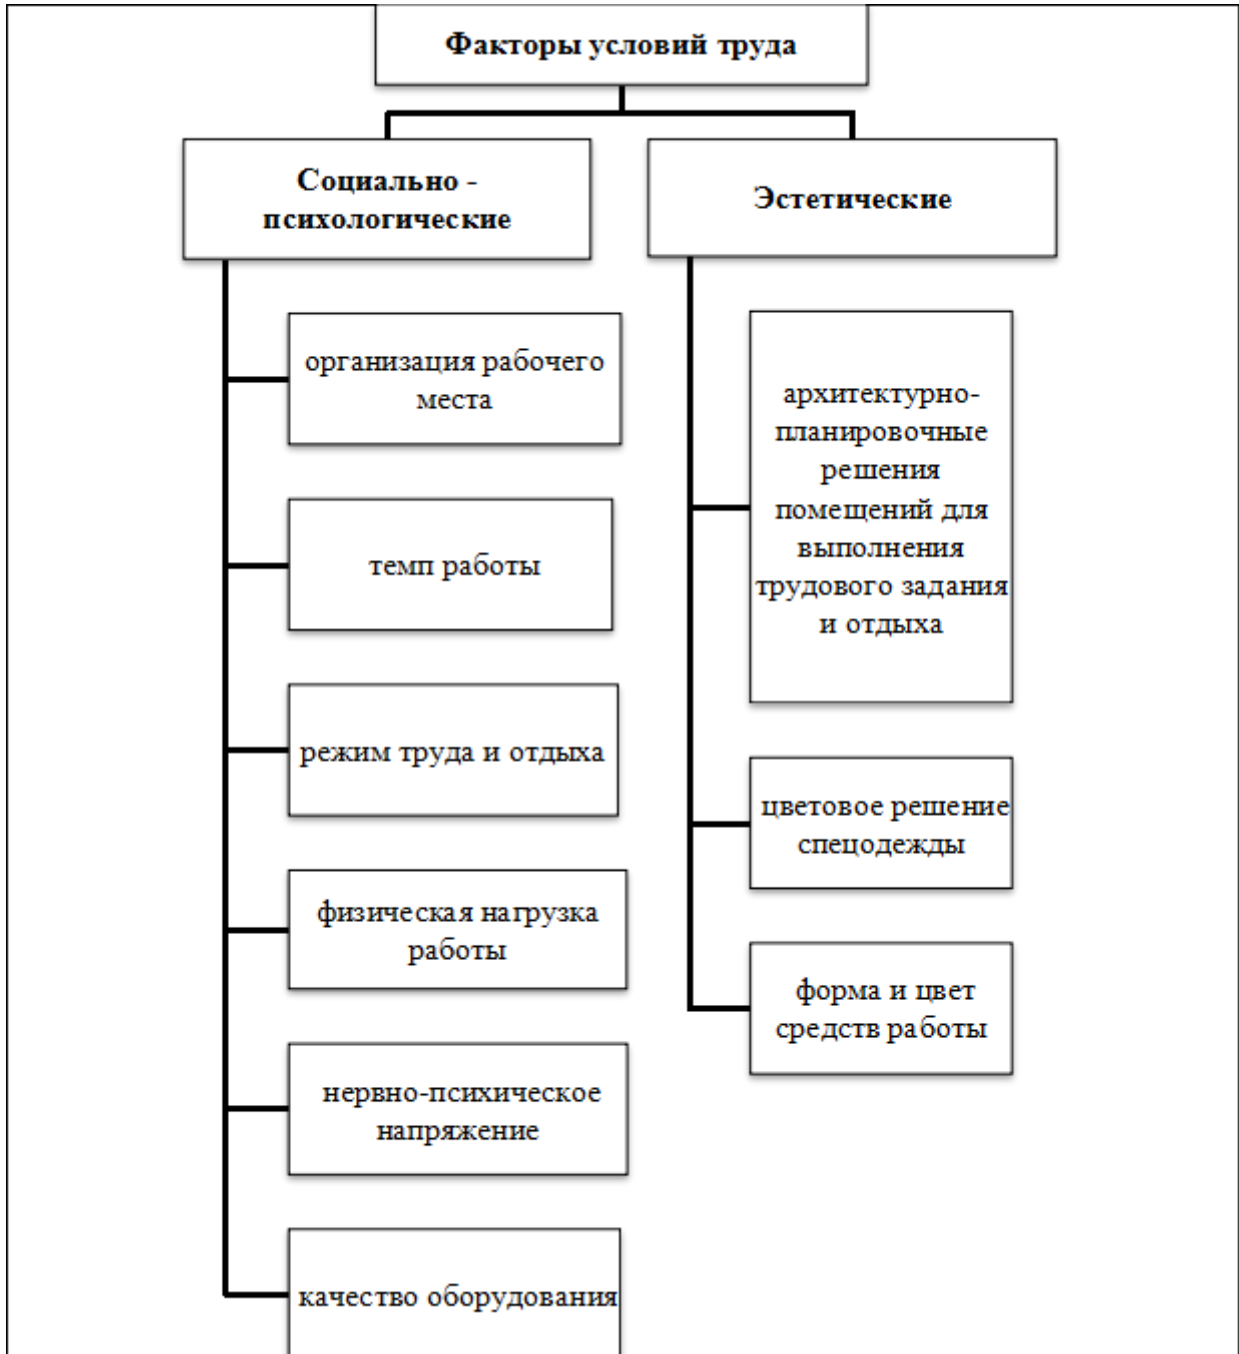 Факторы условий труда
Социально -
психологические
организация рабочего
места
темп работы
режим труда и отдыха
физическая нагрузка
работы
нервно-психическое
напряжение
качество оборудования
Эстетические
архитектурно-
планировочные
решения
помещений для
выполнения
трудового задания
и отдыха
цветовое решение
спецодежды
форма и цвет
средств работы